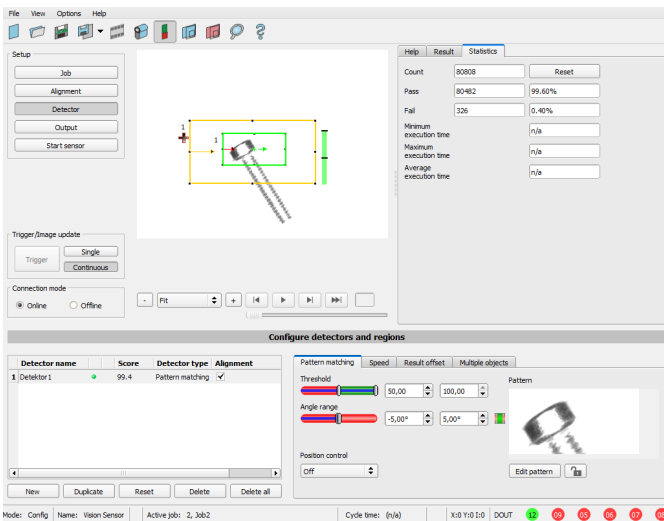 File View Options Help
Setup
Job
Alignment
Detector
Output
Start sensor
Trigger/Image update
Trigger
Single
Continuous
Connection mode
Online Offline
1
1
- Fit +
Help Result Statistics
Count 80808 Reset
Pass 80482 99.60%
Fail 326 0.40%
Minimum
execution time n/a
Maximum
execution time n/a
Average
execution time n/a
Configure detectors and regions
Detector name Score Detector type Alignment
1 Detektor1 99.4 Pattern matching
New Duplicate Reset Delete Delete all
Pattern matching Speed Result offset Multiple objects
Threshold
50,00 100,00
Angle range
-5,00° 5,00°
Position control
Off
Pattern
Edit pattern
Mode: Config Name: Vision Sensor Active job: 2, Job2 Cycle time: (n/a) X:0 Y:0 I:0 DOUT 12 09 05 06 07 08